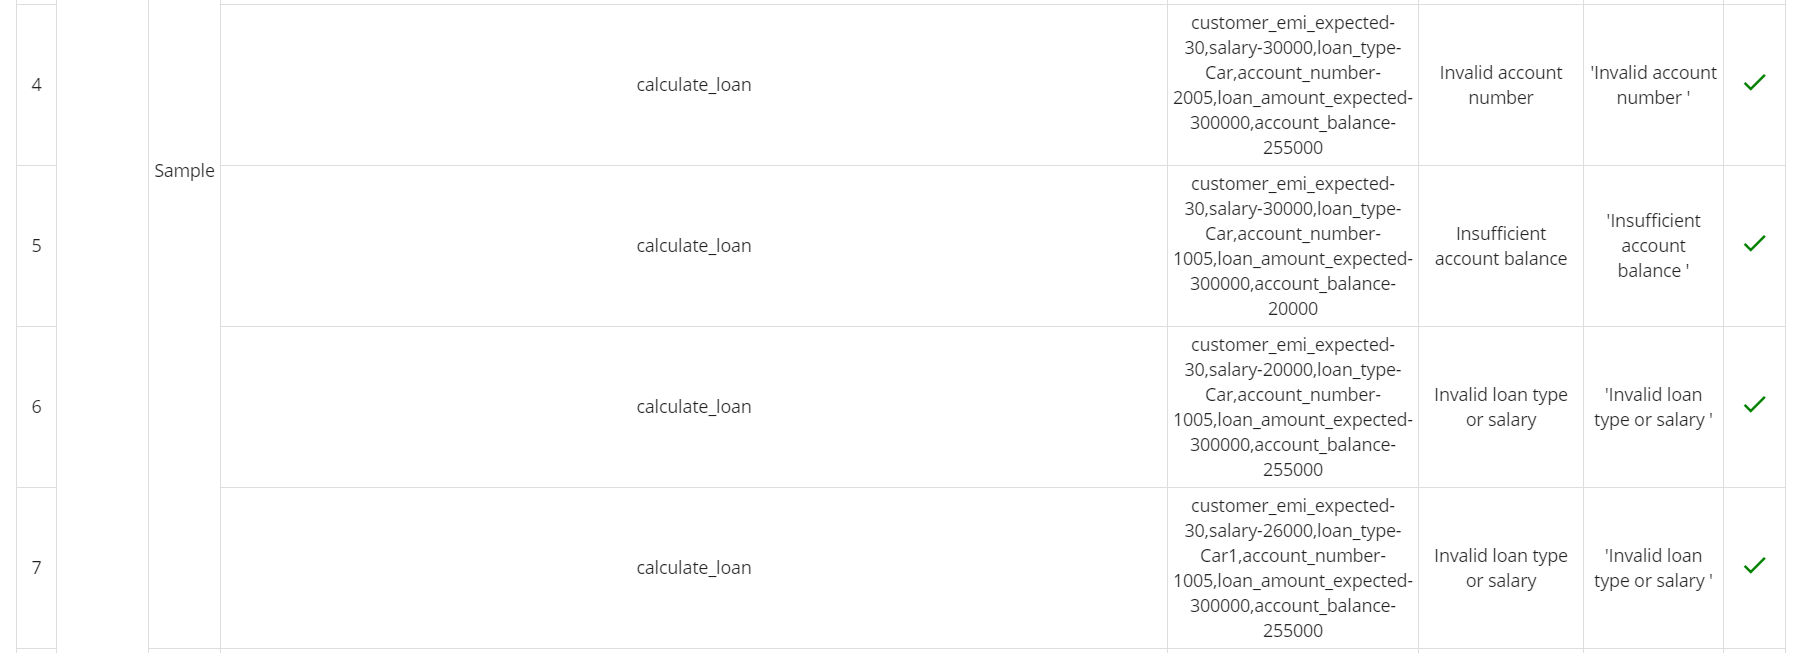 Sample
4
calculate_loan
customer_emi_expected-
30,salary-30000,loan_type-
Car,account_number-
2005,loan_amount_expected-
300000,account_balance-
255000
Invalid account
number
'Invalid account
number '
5
calculate_loan
customer_emi_expected-
30,salary-30000,loan_type-
Car,account_number-
1005,loan_amount_expected-
300000,account_balance-
20000
Insufficient
account balance
'Insufficient
account
balance '
6
calculate_loan
customer_emi_expected-
30,salary-20000,loan_type-
Car,account_number-
1005,loan_amount_expected-
300000,account_balance-
255000
Invalid loan type
or salary
'Invalid loan
type or salary '
7
calculate_loan
customer_emi_expected-
30,salary-26000,loan_type-
Car1,account_number-
1005,loan_amount_expected-
300000,account_balance-
255000
Invalid loan type
or salary
'Invalid loan
type or salary '